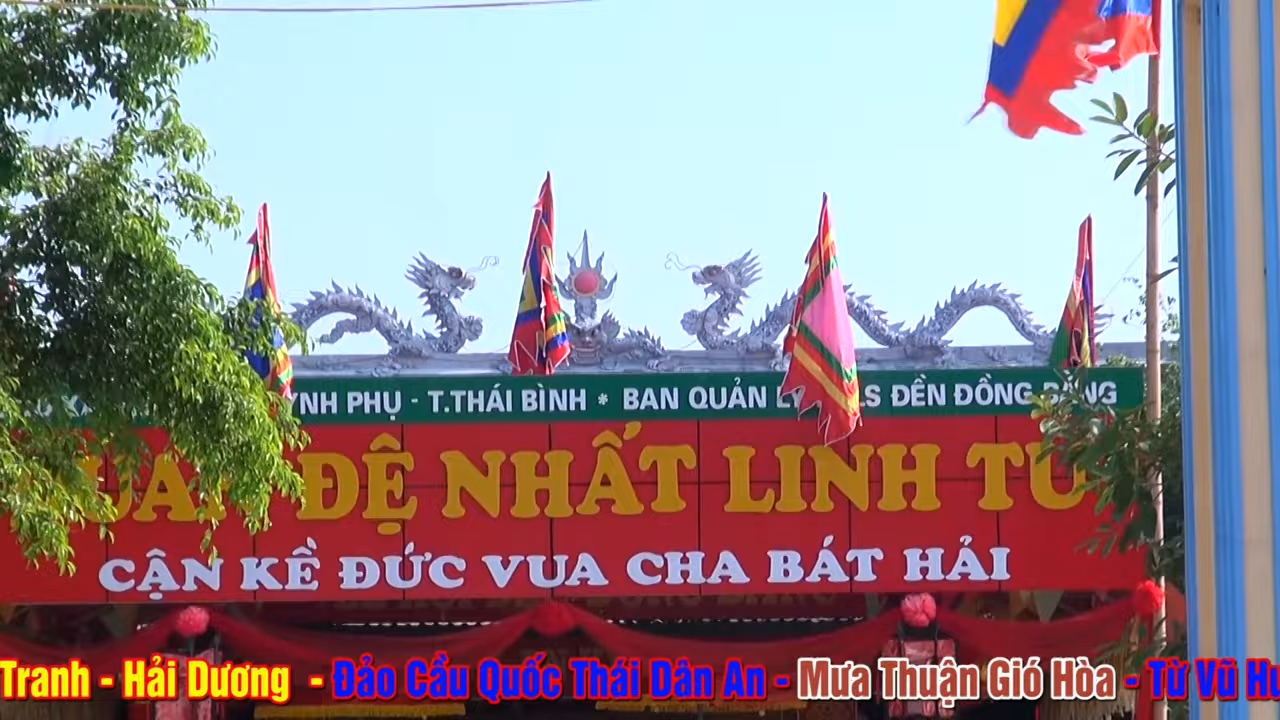 PHỤ - T.THÁI BÌNH * BAN QUẢN ĐỀN ĐỒNG BẰNG
ĐỆ NHẤT LINH TỪ
CẬN KỀ ĐỨC VUA CHA BÁT HẢI
Tranh - Hải Dương - Đảo Cầu Quốc Thái Dân An - Mưa Thuận Gió Hòa - Từ Vũ